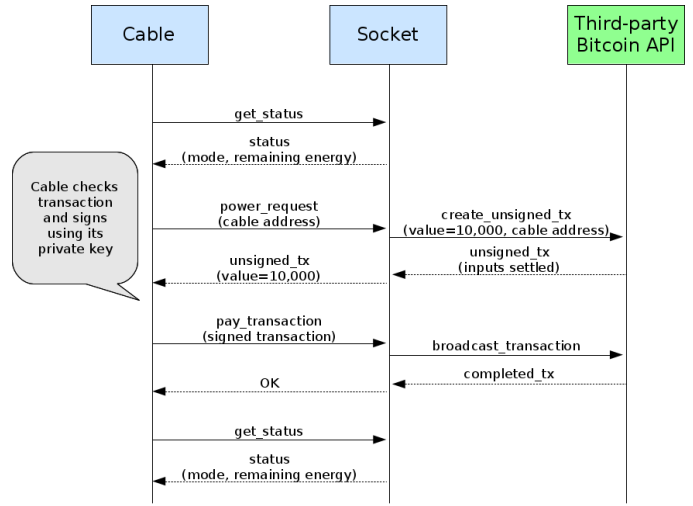 Cable
Socket
Third-party
Bitcoin API
get_status
status
(mode, remaining energy)
Cable checks
transaction
and signs
using its
private key
power_request
(cable address)
create_unsigned_tx
(value=10,000, cable address)
unsigned_tx
(inputs settled)
unsigned_tx
(value=10,000)
pay_transaction
(signed transaction)
broadcast_transaction
completed_tx
OK
get_status
status
(mode, remaining energy)